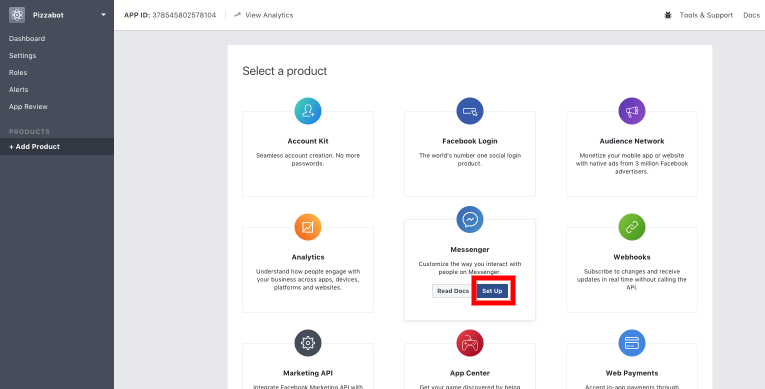 Pizzabot
APP ID: 378545802578104
View Analytics
Tools & Support
Docs
Dashboard
Settings
Roles
Alerts
App Review
PRODUCTS
+ Add Product
Select a product
Account Kit
Seamless account creation. No more
passwords.
Facebook Login
The world's number one social login
product.
Audience Network
Monetize your mobile app or website
with native ads from 3 million Facebook
advertisers.
Analytics
Understand how people engage with
your business across apps, devices,
platforms and websites.
Messenger
Customize the way you interact with
people on Messenger.
Read Docs
Set Up
Webhooks
Subscribe to changes and receive
updates in real time without calling the
API.
Marketing API
Integrate Facebook Marketing API with
App Center
Get your game discovered by being
Web Payments
Accept in-app payments through